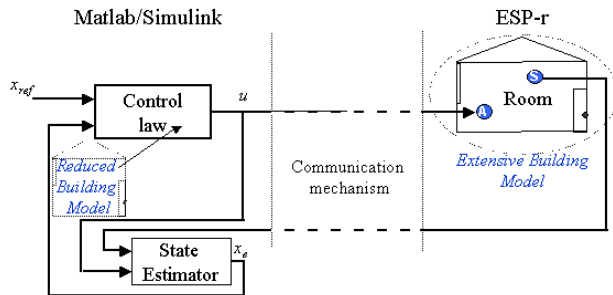 Matlab/Simulink
ESP-r
x_ref
Control
law
u
S
A
Room
Reduced
Building
Model
Communication
mechanism
Extensive Building
Model
State
Estimator
x_e